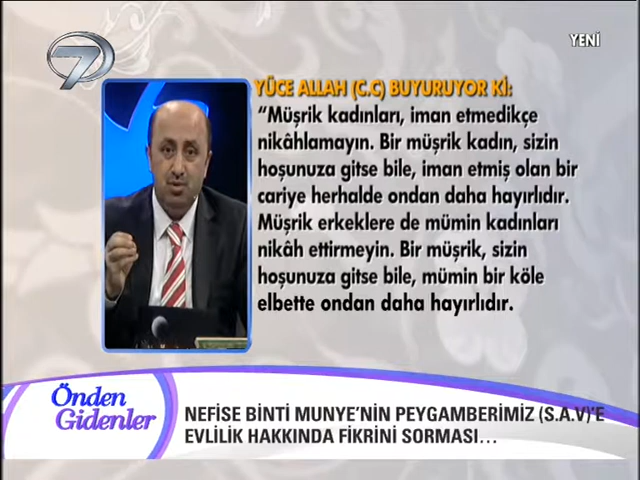 7
YENİ
YÜCE ALLAH (C.C) BUYURUYOR Kİ:
“Müşrik kadınları, iman etmedikçe
nikâhlamayın. Bir müşrik kadın, sizin
hoşunuza gitse bile, iman etmiş olan bir
cariye herhalde ondan daha hayırlıdır.
Müşrik erkeklere de mümin kadınları
nikâh ettirmeyin. Bir müşrik, sizin
hoşunuza gitse bile, mümin bir köle
elbette ondan daha hayırlıdır.
Önden
Gidenler
NEFİSE BİNTİ MUNYE’NİN PEYGAMBERİMİZ (S.A.V)’E
EVLİLİK HAKKINDA FİKRİNİ SORMASI...